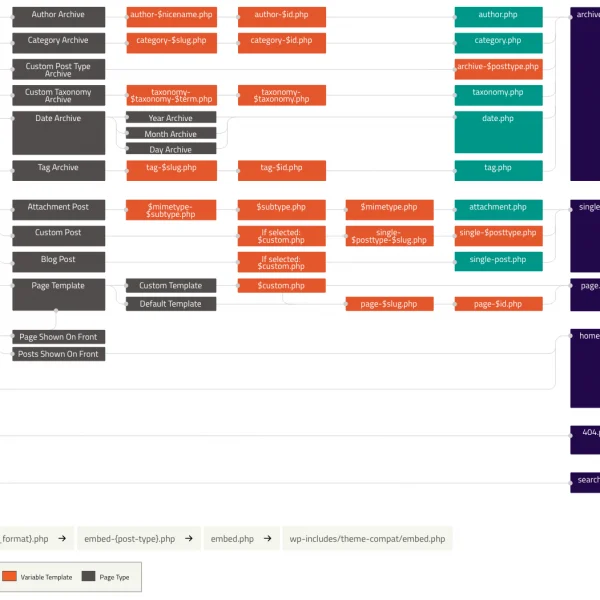 Author Archive
author-$nicename.php
author-$id.php
author.php
archive
Category Archive
category-$slug.php
category-$id.php
category.php
Custom Post Type
Archive
archive-$posttype.php
Custom Taxonomy
Archive
taxonomy-
$taxonomy-$term.php
taxonomy-
$taxonomy.php
taxonomy.php
Date Archive
Year Archive
date.php
Month Archive
Day Archive
Tag Archive
tag-$slug.php
tag-$id.php
tag.php
Attachment Post
$mimetype-
$subtype.php
$subtype.php
$mimetype.php
attachment.php
single
Custom Post
If selected:
$custom.php
single-
$posttype-$slug.php
single-$posttype.php
Blog Post
If selected:
$custom.php
single-post.php
Page Template
Custom Template
$custom.php
page.
Default Template
page-$slug.php
page-$id.php
Page Shown On Front
home
Posts Shown On Front
404.
search
_format}.php → embed-{post-type}.php → embed.php → wp-includes/theme-compat/embed.php
Variable Template
Page Type